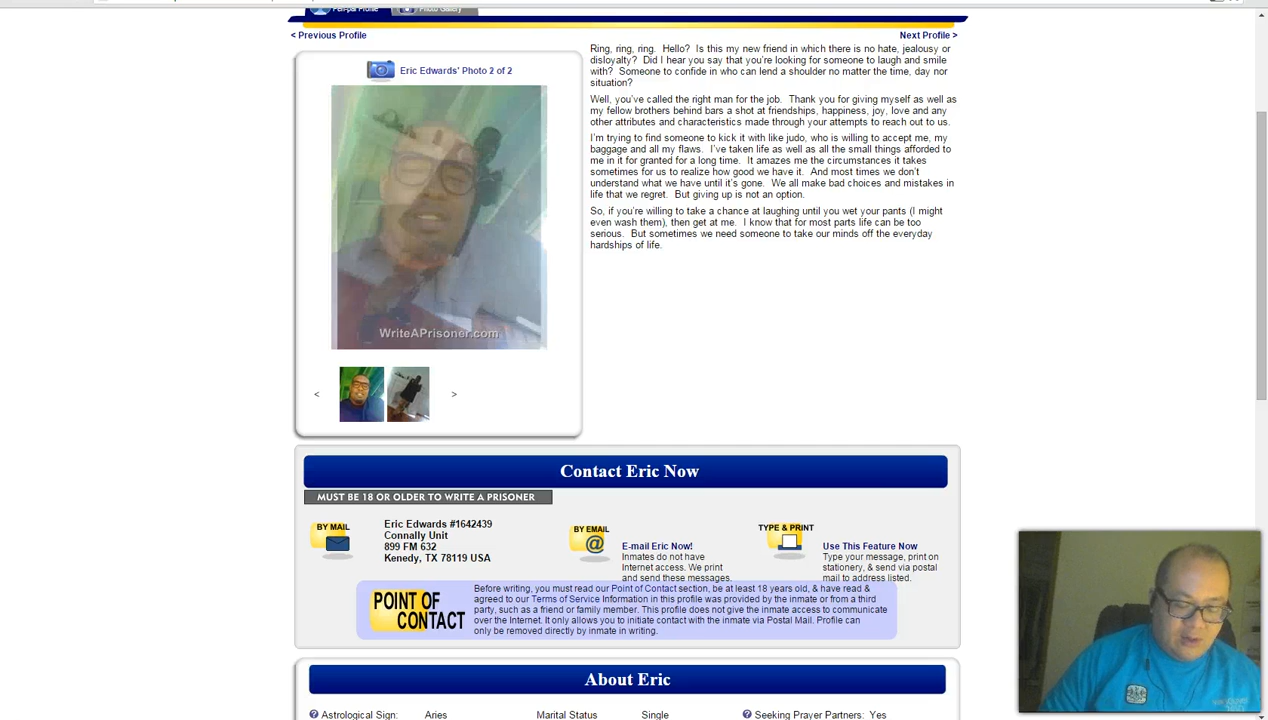 Pen-pal Profile
Photo Gallery
< Previous Profile
Next Profile >
Eric Edwards' Photo 2 of 2
WriteAPrisoner.com
<
>
Ring, ring, ring. Hello? Is this my new friend in which there is no hate, jealousy or
disloyalty? Did I hear you say that you're looking for someone to laugh and smile
with? Someone to confide in who can lend a shoulder no matter the time, day nor
situation?
Well, you've called the right man for the job. Thank you for giving myself as well as
my fellow brothers behind bars a shot at friendships, happiness, joy, love and any
other attributes and characteristics made through your attempts to reach out to us.
I'm trying to find someone to kick it with like judo, who is willing to accept me, my
baggage and all my flaws. I've taken life as well as all the small things afforded to
me in it for granted for a long time. It amazes me the circumstances it takes
sometimes for us to realize how good we have it. And most times we don't
understand what we have until it's gone. We all make bad choices and mistakes in
life that we regret. But giving up is not an option.
So, if you're willing to take a chance at laughing until you wet your pants (I might
even wash them), then get at me. I know that for most parts life can be too
serious. But sometimes we need someone to take our minds off the everyday
hardships of life.
Contact Eric Now
MUST BE 18 OR OLDER TO WRITE A PRISONER
BY MAIL
Eric Edwards #1642439
Connally Unit
899 FM 632
Kenedy, TX 78119 USA
BY EMAIL
@
E-mail Eric Now!
Inmates do not have
Internet access. We print
and send these messages.
TYPE & PRINT
Use This Feature Now
Type your message, print on
stationery, & send via postal
mail to address listed.
POINT OF
CONTACT
Before writing, you must read our Point of Contact section, be at least 18 years old, & have read &
agreed to our Terms of Service Information in this profile was provided by the inmate or from a third
party, such as a friend or family member. This profile does not give the inmate access to communicate
over the Internet. It only allows you to initiate contact with the inmate via Postal Mail. Profile can
only be removed directly by inmate in writing.
About Eric
Astrological Sign: Aries
Marital Status Single
Seeking Prayer Partners: Yes